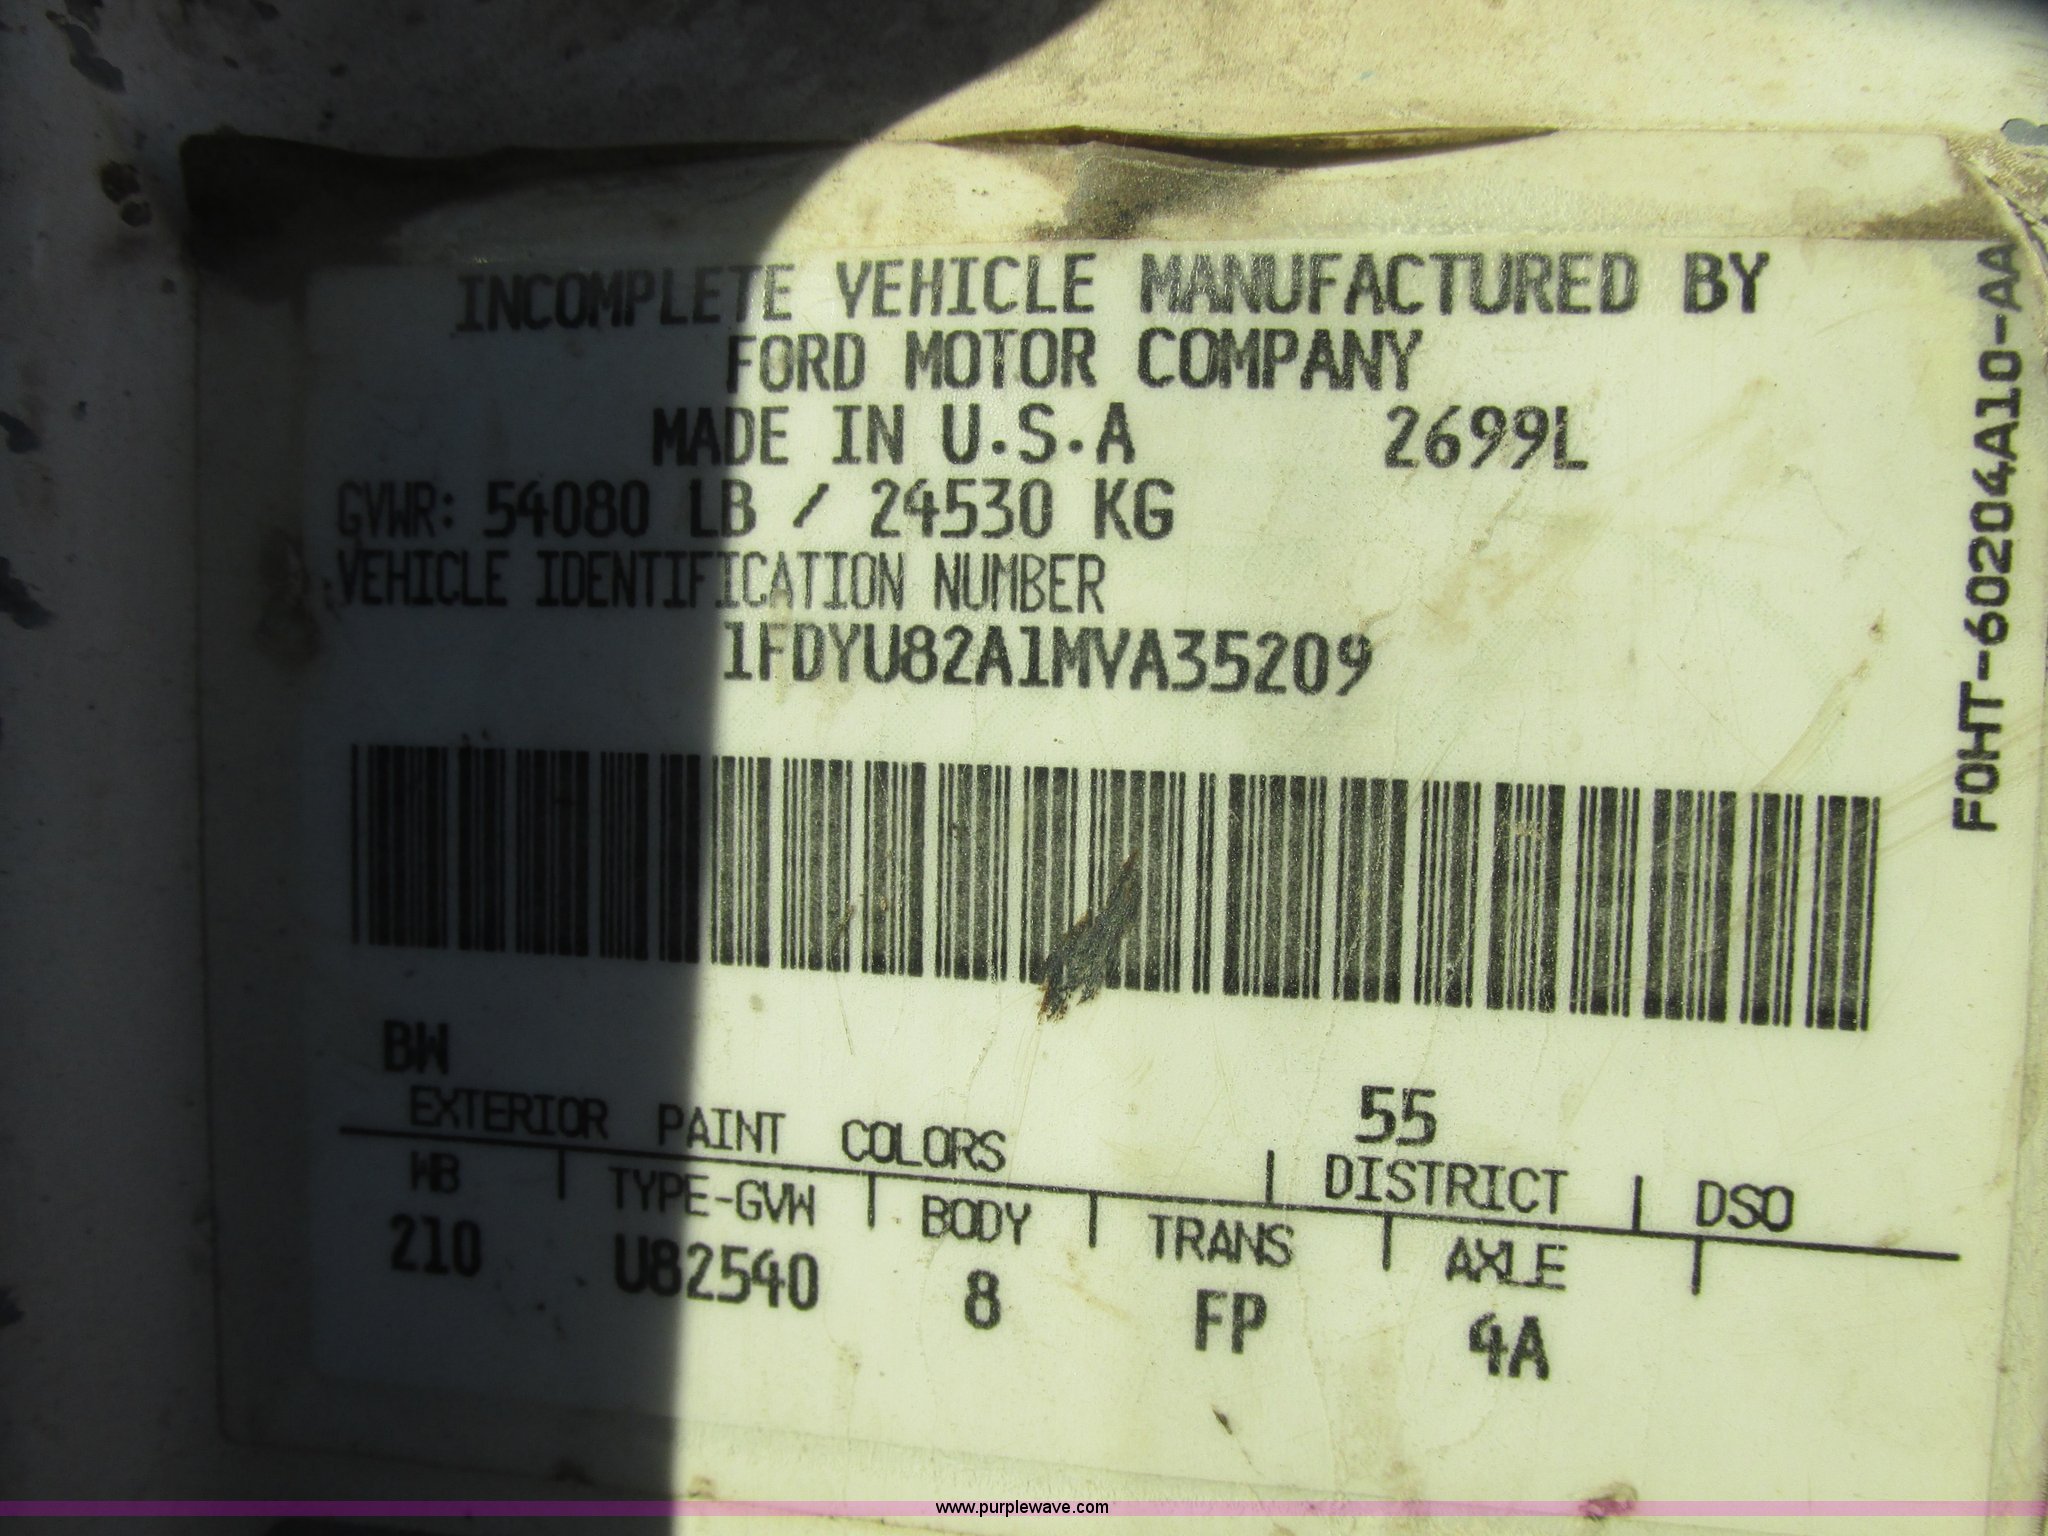 INCOMPLETE VEHICLE MANUFACTURED BY
FORD MOTOR COMPANY
MADE IN U.S.A 2699L
GVWR: 54080 LB / 24530 KG
VEHICLE IDENTIFICATION NUMBER
1FDYU82A1MVA35209
F0HT-60204A10-AA
BW 55
EXTERIOR PAINT COLORS DISTRICT DSO
WB TYPE-GVW BODY TRANS AXLE
210 U82540 8 FP 4A
www.purplewave.com